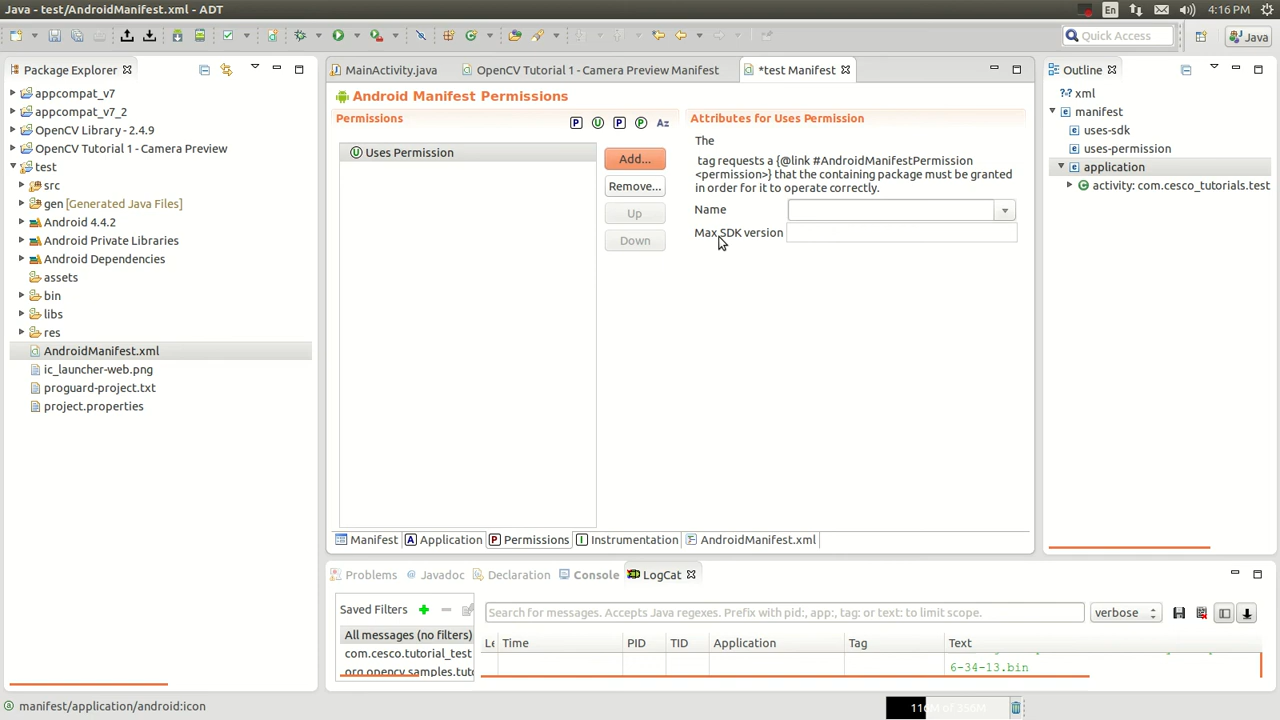 Java - test/AndroidManifest.xml - ADT
En
4:16 PM
Quick Access
Java
Package Explorer
appcompat_v7
appcompat_v7_2
OpenCV Library - 2.4.9
OpenCV Tutorial 1 - Camera Preview
test
src
gen [Generated Java Files]
Android 4.4.2
Android Private Libraries
Android Dependencies
assets
bin
libs
res
AndroidManifest.xml
ic_launcher-web.png
proguard-project.txt
project.properties
MainActivity.java
OpenCV Tutorial 1 - Camera Preview Manifest
*test Manifest
Android Manifest Permissions
Permissions
P U P P Az
U Uses Permission
Add...
Remove...
Up
Down
Attributes for Uses Permission
The
tag requests a {@link #AndroidManifestPermission
<permission>} that the containing package must be granted
in order for it to operate correctly.
Name
Max SDK version
Manifest
A Application
P Permissions
I Instrumentation
AndroidManifest.xml
Outline
xml
manifest
uses-sdk
uses-permission
application
activity: com.cesco_tutorials.test
Problems
Javadoc
Declaration
Console
LogCat
Saved Filters
All messages (no filters)
com.cesco.tutorial_test
org.opencv.samples.tuto
Search for messages. Accepts Java regexes. Prefix with pid:, app:, tag: or text: to limit scope.
verbose
Le
Time
PID
TID
Application
Tag
Text
6-34-13.bin
manifest/application/android:icon